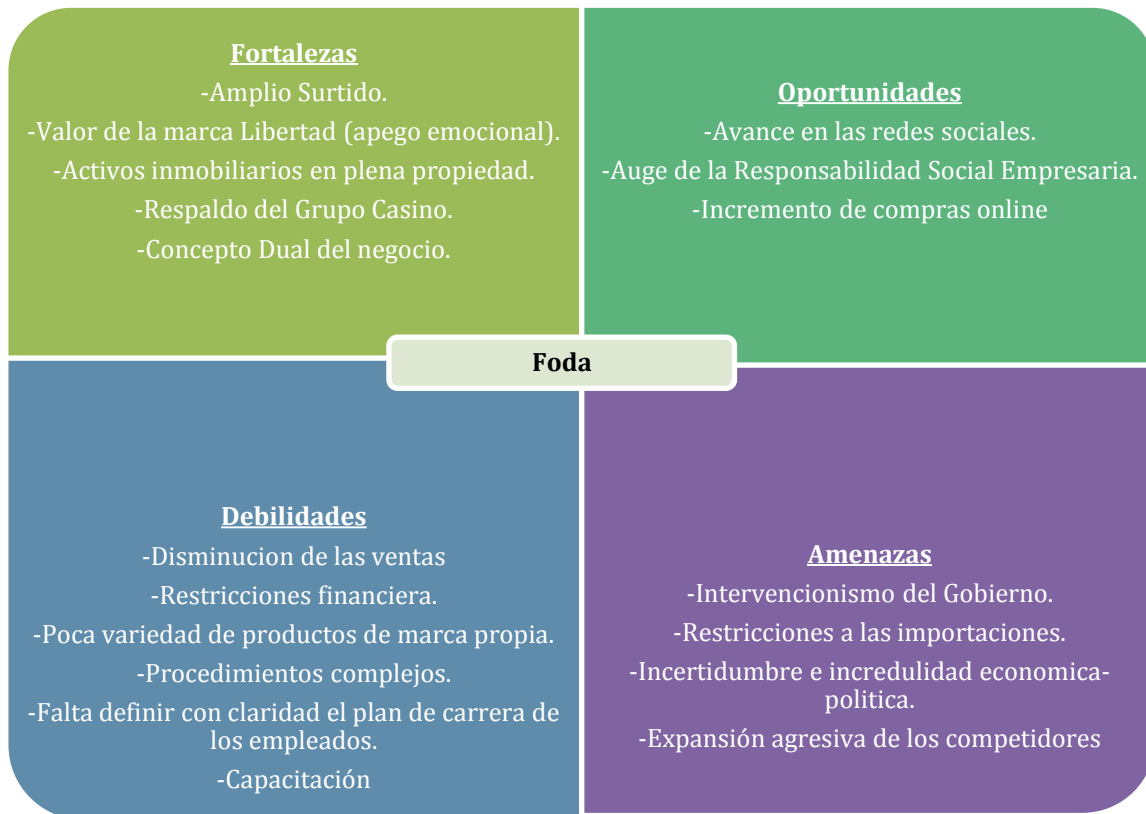 Fortalezas
-Amplio Surtido.
-Valor de la marca Libertad (apego emocional).
-Activos inmobiliarios en plena propiedad.
-Respaldo del Grupo Casino.
-Concepto Dual del negocio.
Oportunidades
-Avance en las redes sociales.
-Auge de la Responsabilidad Social Empresaria.
-Incremento de compras online
Foda
Debilidades
-Disminucion de las ventas
-Restricciones financiera.
-Poca variedad de productos de marca propia.
-Procedimientos complejos.
-Falta definir con claridad el plan de carrera de
los empleados.
-Capacitación
Amenazas
-Intervencionismo del Gobierno.
-Restricciones a las importaciones.
-Incertidumbre e incredulidad economica-
politica.
-Expansión agresiva de los competidores